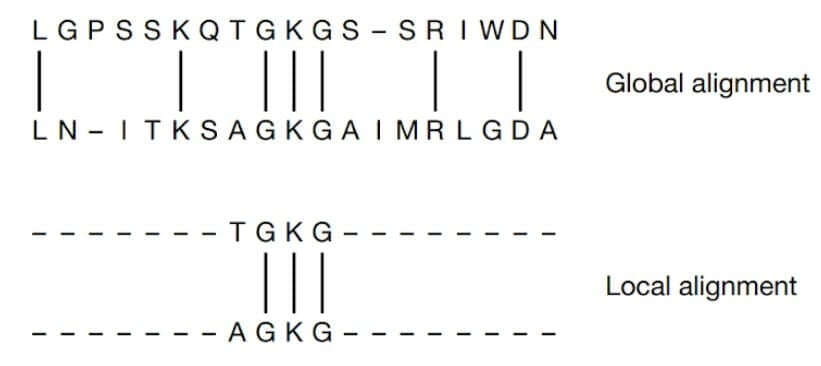 L G P S S K Q T G K G S – S R I W D N
Global alignment
L N – I T K S A G K G A I M R L G D A
– – – – – – – T G K G – – – – – – – –
Local alignment
– – – – – – – A G K G – – – – – – – –